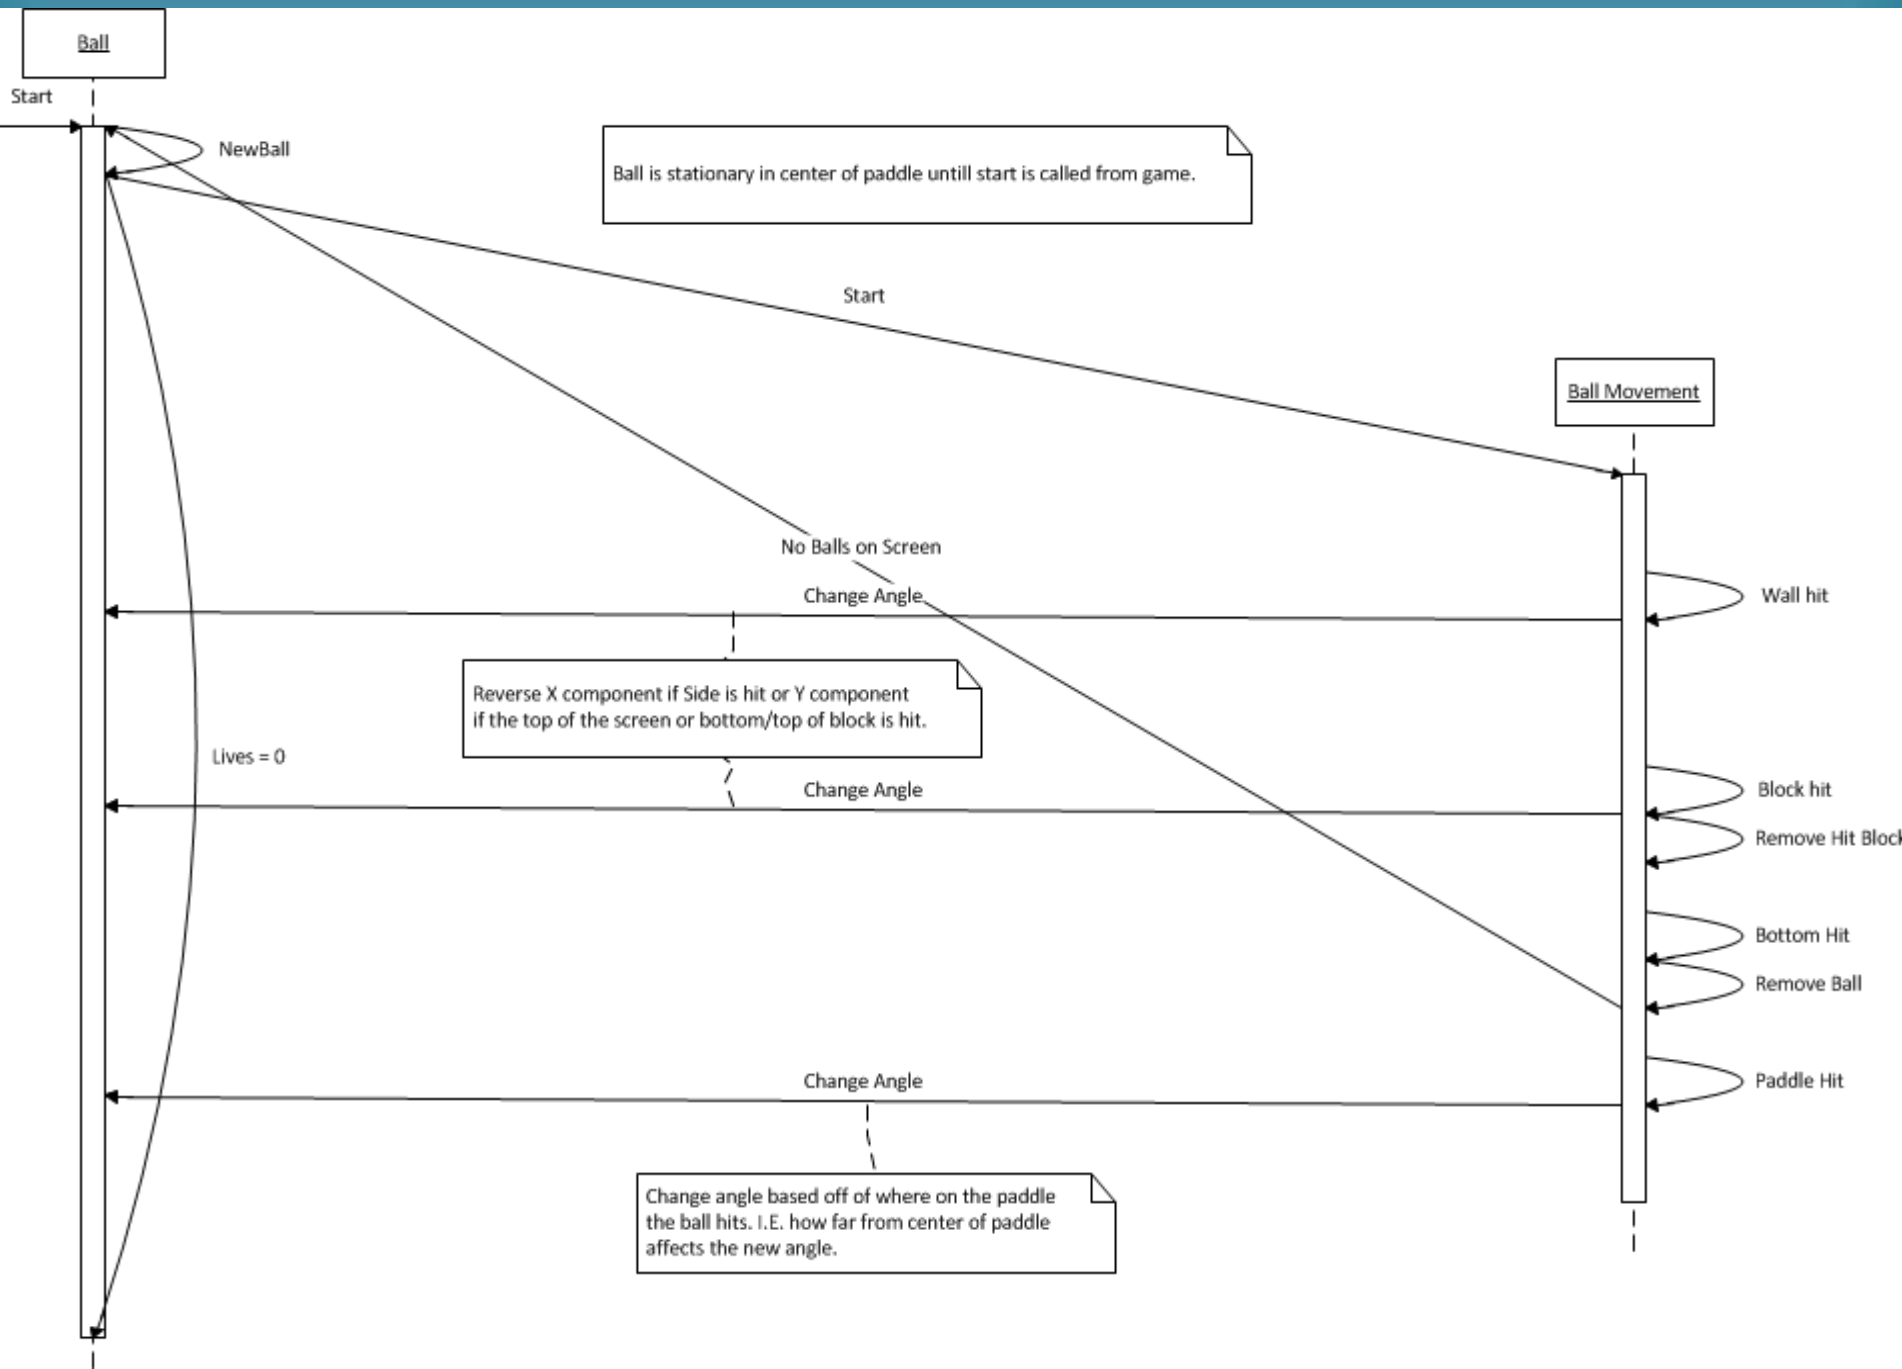 Ball
Start
NewBall
Ball is stationary in center of paddle untill start is called from game.
Start
Ball Movement
No Balls on Screen
Change Angle
Wall hit
Reverse X component if Side is hit or Y component
if the top of the screen or bottom/top of block is hit.
Lives = 0
Change Angle
Block hit
Remove Hit Block
Bottom Hit
Remove Ball
Change Angle
Paddle Hit
Change angle based off of where on the paddle
the ball hits. I.E. how far from center of paddle
affects the new angle.